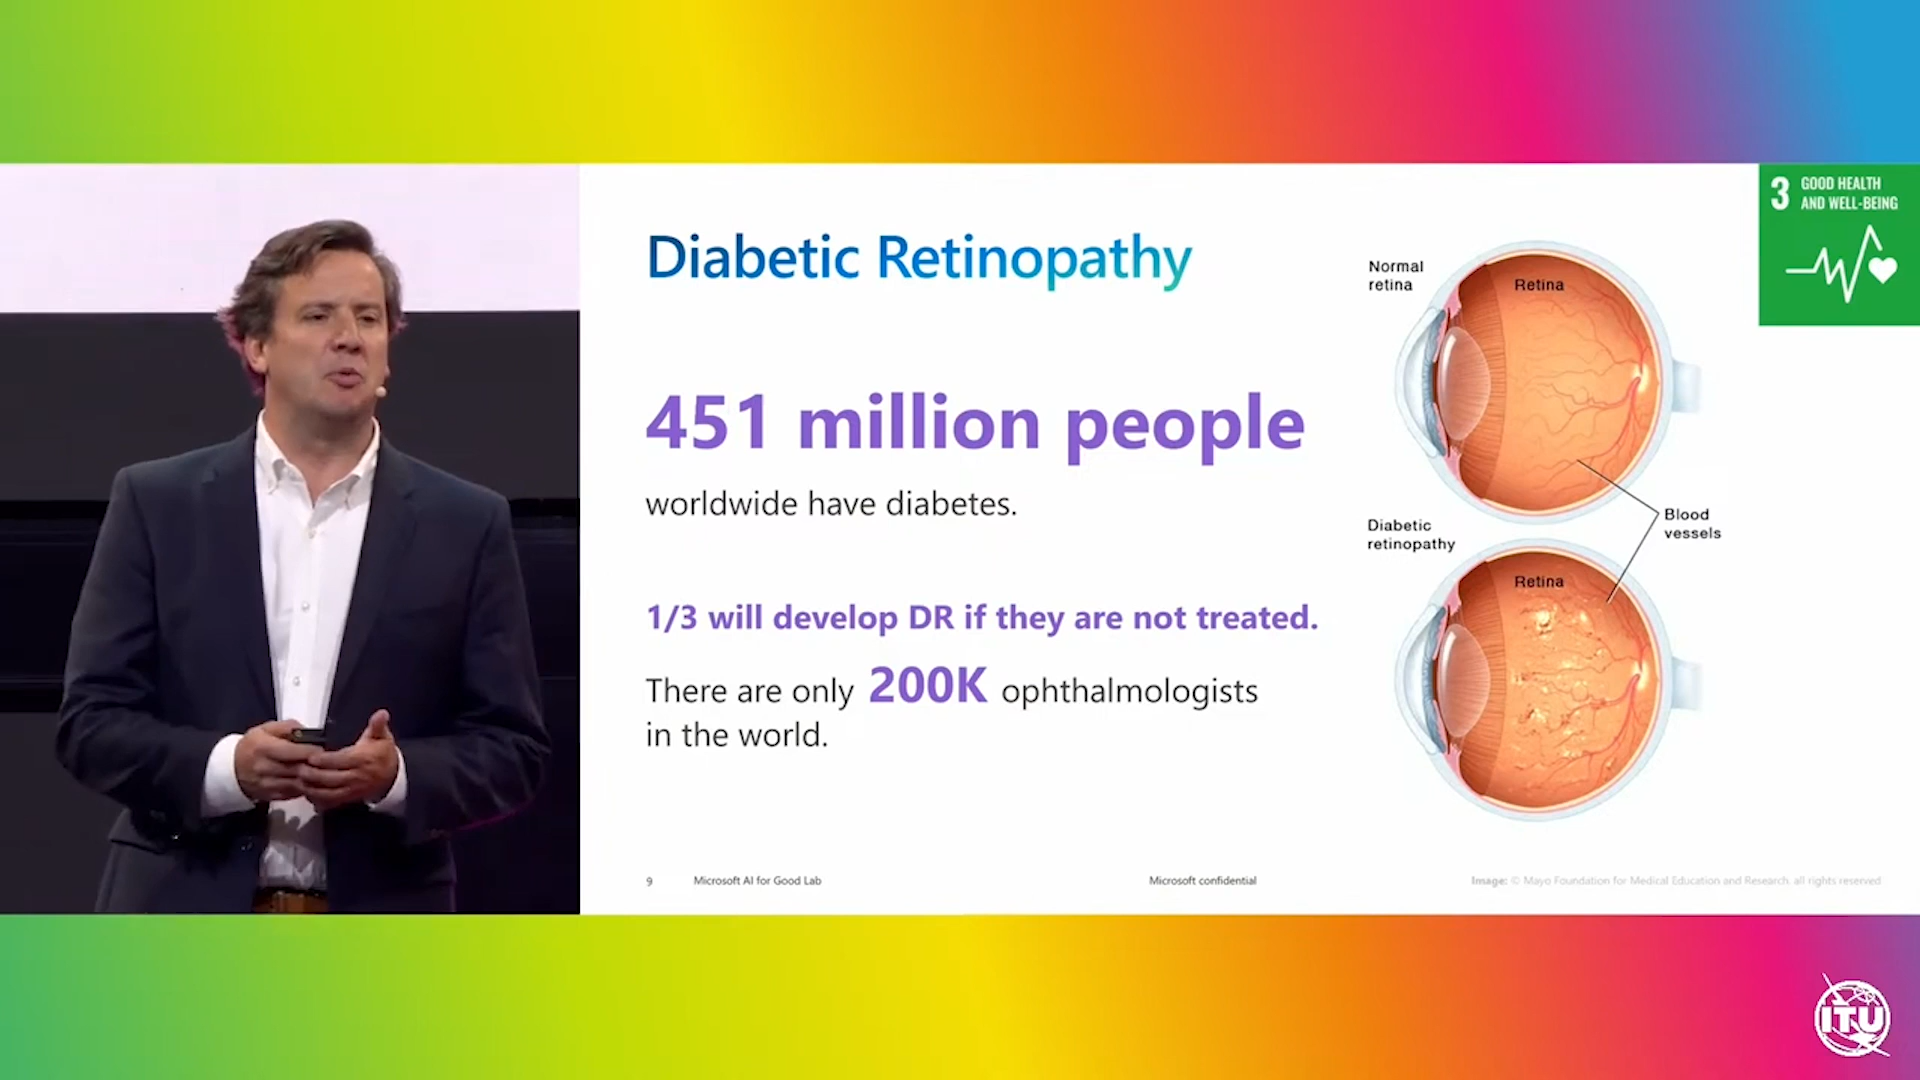 3 GOOD HEALTH
AND WELL-BEING
Diabetic Retinopathy
451 million people
worldwide have diabetes.
1/3 will develop DR if they are not treated.
There are only 200K ophthalmologists
in the world.
Normal
retina
Retina
Blood
vessels
Diabetic
retinopathy
Retina
9
Microsoft AI for Good Lab
Microsoft confidential
Image: © Mayo Foundation for Medical Education and Research. all rights reserved
ITU